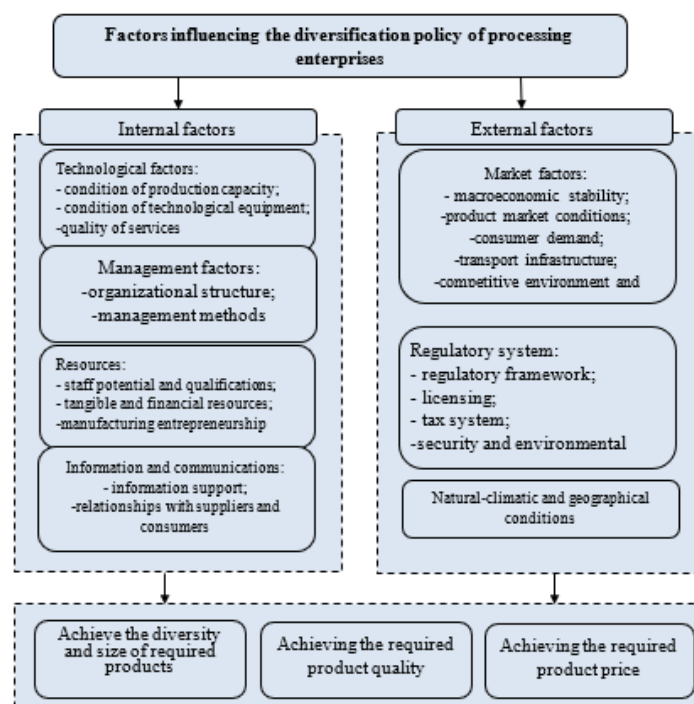 Factors influencing the diversification policy of processing
enterprises
Internal factors
Technological factors:
- condition of production capacity;
- condition of technological equipment;
-quality of services
Management factors:
-organizational structure;
-management methods
Resources:
- staff potential and qualifications;
- tangible and financial resources;
-manufacturing entrepreneurship
Information and communications:
- information support;
-relationships with suppliers and
consumers
External factors
Market factors:
- macroeconomic stability;
-product market conditions;
-consumer demand;
-transport infrastructure;
-competitive environment and
Regulatory system:
- regulatory framework;
- licensing;
- tax system;
-security and environmental
Natural-climatic and geographical
conditions
Achieve the diversity
and size of required
products
Achieving the required
product quality
Achieving the required
product price